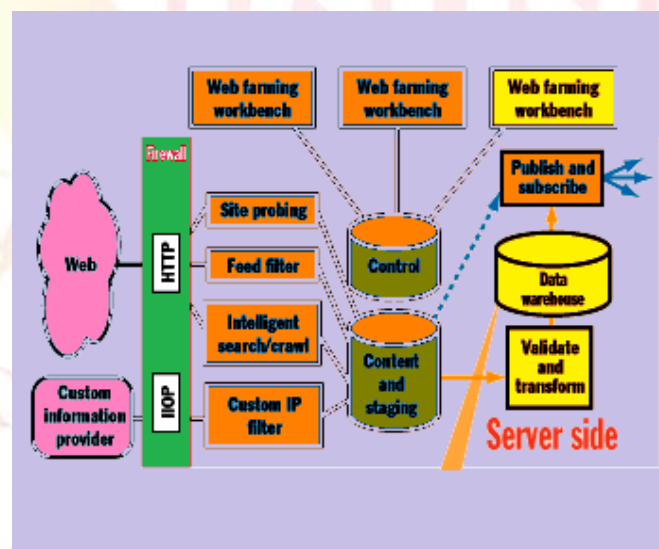 Web farming
workbench
Web farming
workbench
Web farming
workbench
Firewall
Publish and
subscribe
Site probing
Web
HTTP
Feed filter
Control
Data
warehouse
Intelligent
search/crawl
Content
and
staging
Validate
and
transform
Custom
information
provider
IIOP
Custom IP
filter
Server side